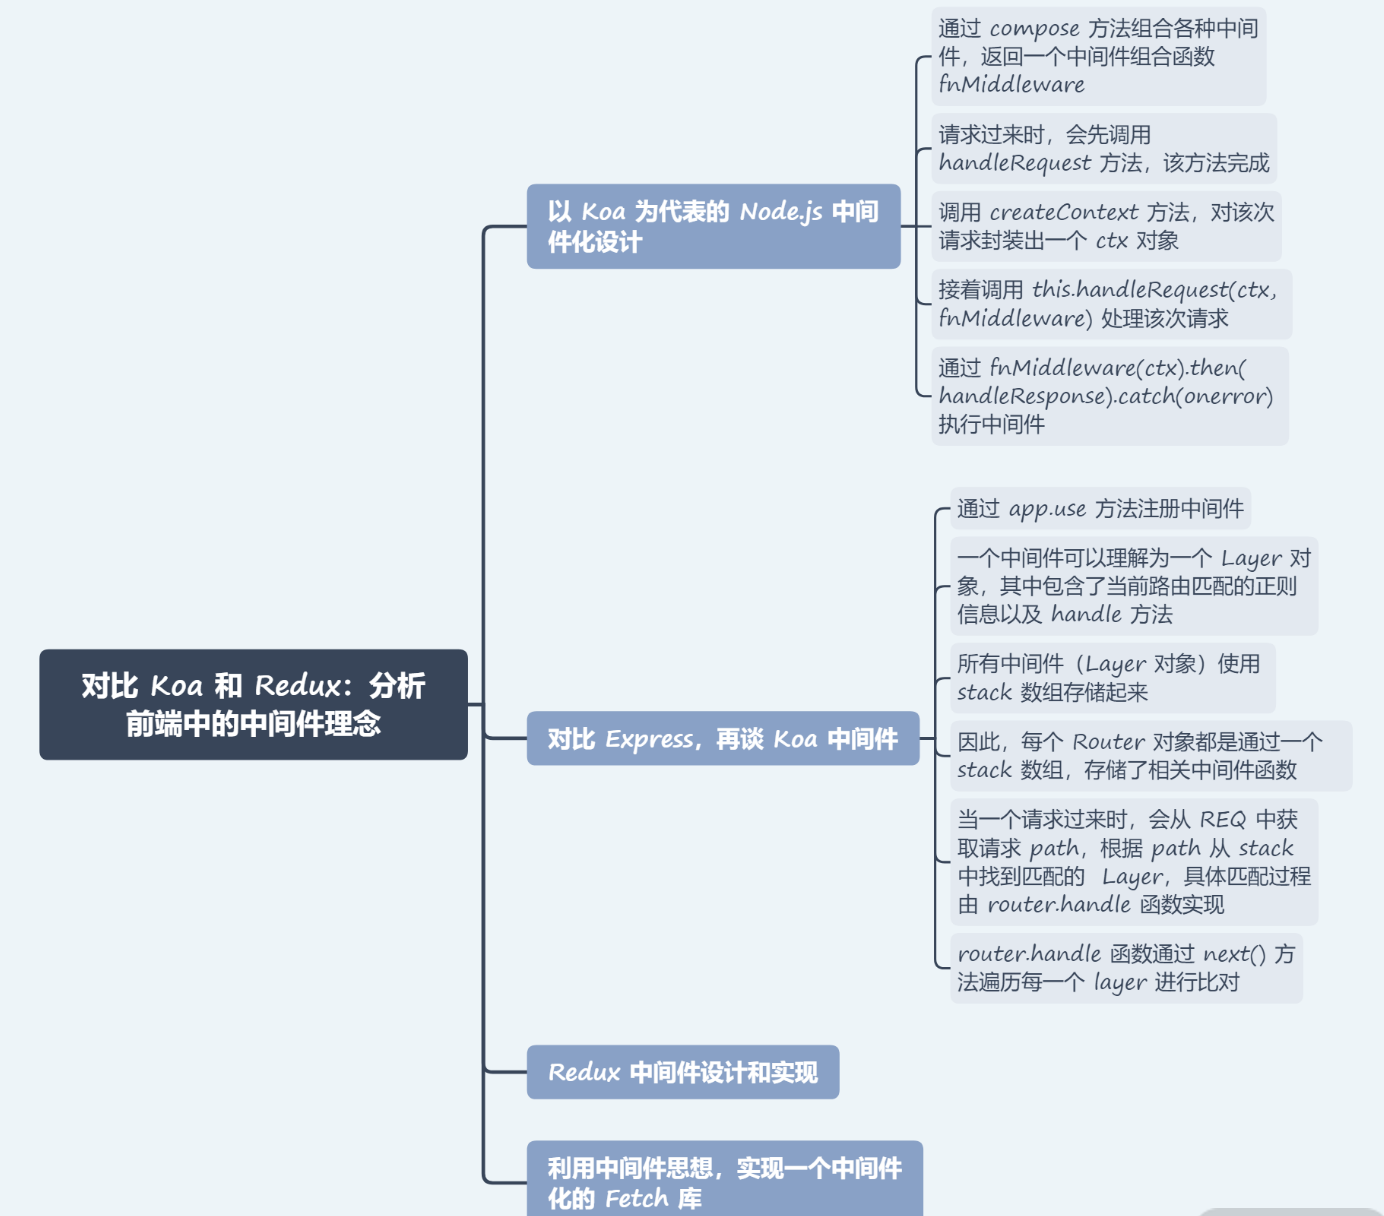 对比 Koa 和 Redux：分析
前端中的中间件理念
以 Koa 为代表的 Node.js 中间
件化设计
通过 compose 方法组合各种中间
件，返回一个中间件组合函数
fnMiddleware
请求过来时，会先调用
handleRequest 方法，该方法完成
调用 createContext 方法，对该次
请求封装出一个 ctx 对象
接着调用 this.handleRequest(ctx,
fnMiddleware) 处理该次请求
通过 fnMiddleware(ctx).then(
handleResponse).catch(onerror)
执行中间件
对比 Express，再谈 Koa 中间件
通过 app.use 方法注册中间件
一个中间件可以理解为一个 Layer 对
象，其中包含了当前路由匹配的正则
信息以及 handle 方法
所有中间件（Layer 对象）使用
stack 数组存储起来
因此，每个 Router 对象都是通过一个
stack 数组，存储了相关中间件函数
当一个请求过来时，会从 REQ 中获
取请求 path，根据 path 从 stack
中找到匹配的 Layer，具体匹配过程
由 router.handle 函数实现
router.handle 函数通过 next() 方
法遍历每一个 layer 进行比对
Redux 中间件设计和实现
利用中间件思想，实现一个中间件
化的 Fetch 库